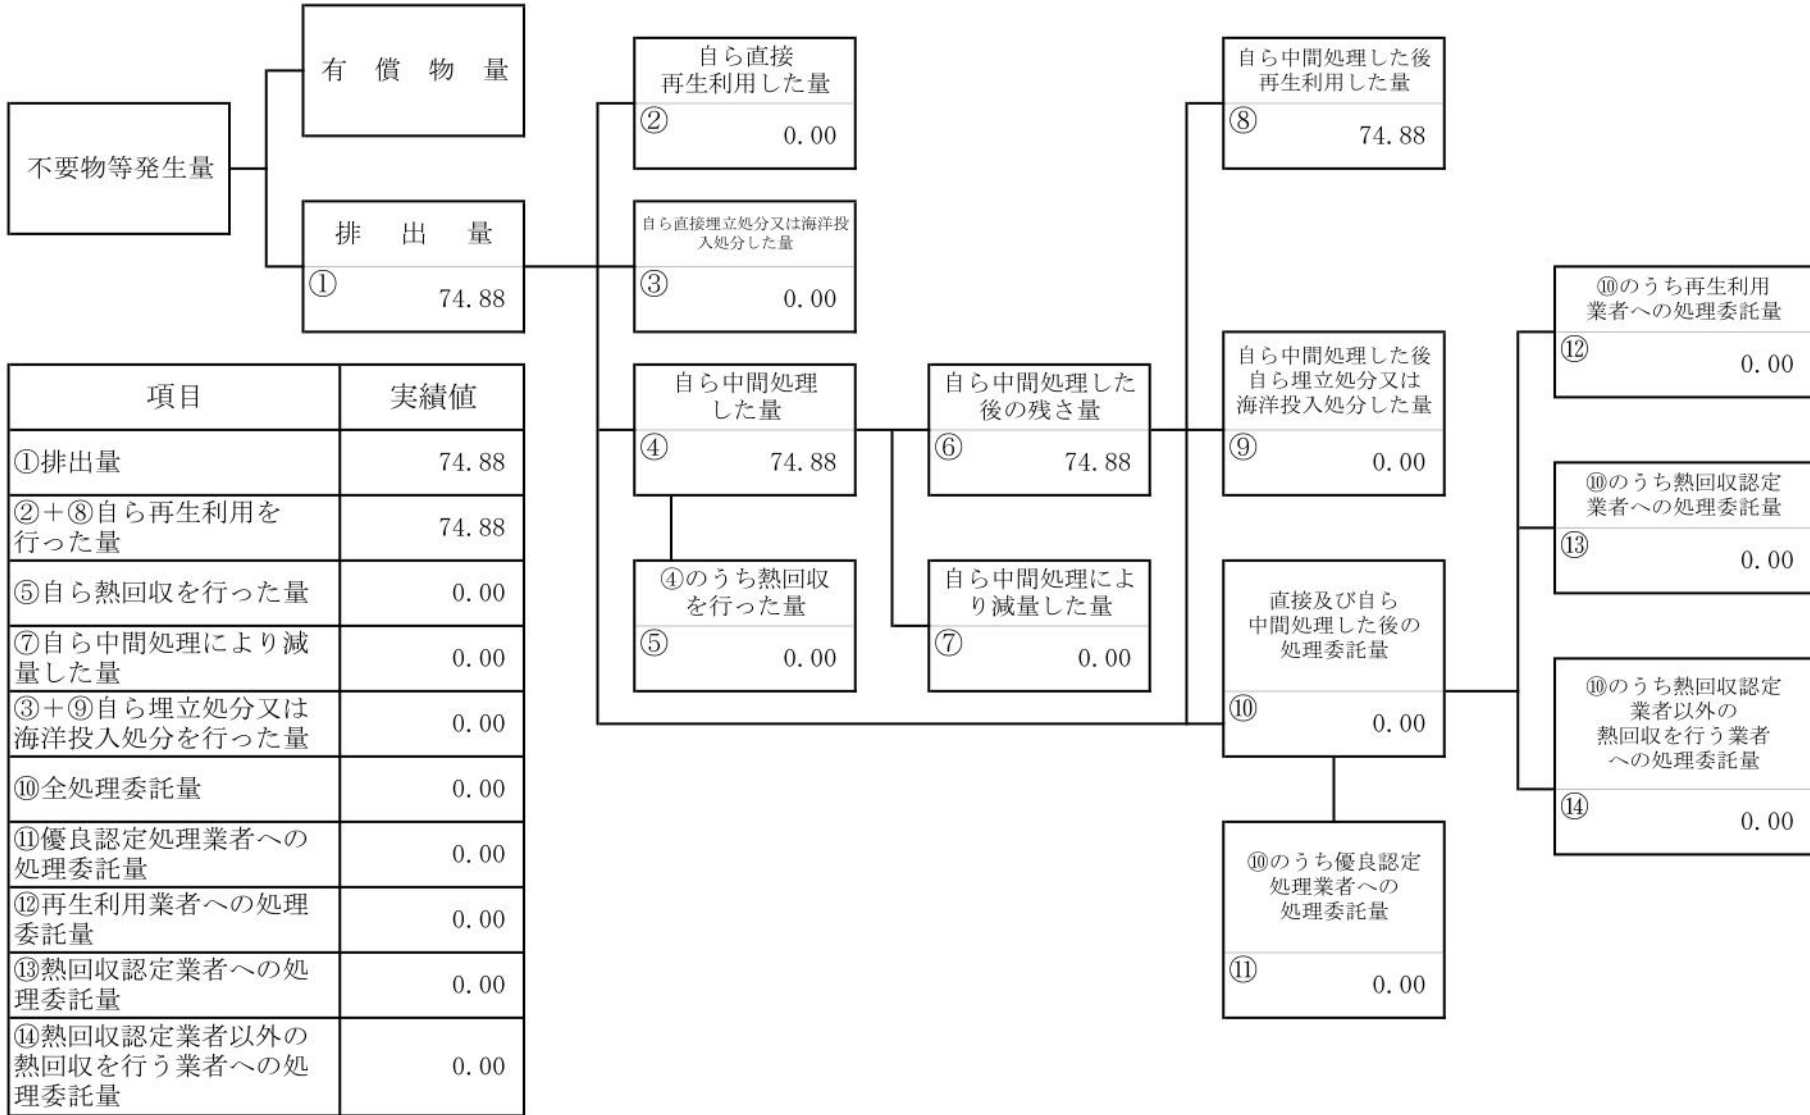 不要物等発生量
有償物量
排出量
①
74.88
自ら直接
再生利用した量
②
0.00
自ら直接埋立処分又は海洋投
入処分した量
③
0.00
自ら中間処理
した量
④
74.88
④のうち熱回収
を行った量
⑤
0.00
自ら中間処理した
後の残さ量
⑥
74.88
自ら中間処理によ
り減量した量
⑦
0.00
自ら中間処理した後
再生利用した量
⑧
74.88
自ら中間処理した後
自ら埋立処分又は
海洋投入処分した量
⑨
0.00
直接及び自ら
中間処理した後の
処理委託量
⑩
0.00
⑩のうち優良認定
処理業者への
処理委託量
⑪
0.00
⑩のうち再生利用
業者への処理委託量
⑫
0.00
⑩のうち熱回収認定
業者への処理委託量
⑬
0.00
⑩のうち熱回収認定
業者以外の
熱回収を行う業者
への処理委託量
⑭
0.00
項目 実績値
①排出量 74.88
②＋⑧自ら再生利用を
行った量 74.88
⑤自ら熱回収を行った量 0.00
⑦自ら中間処理により減
量した量 0.00
③＋⑨自ら埋立処分又は
海洋投入処分を行った量 0.00
⑩全処理委託量 0.00
⑪優良認定処理業者への
処理委託量 0.00
⑫再生利用業者への処理
委託量 0.00
⑬熱回収認定業者への処
理委託量 0.00
⑭熱回収認定業者以外の
熱回収を行う業者への処
理委託量 0.00